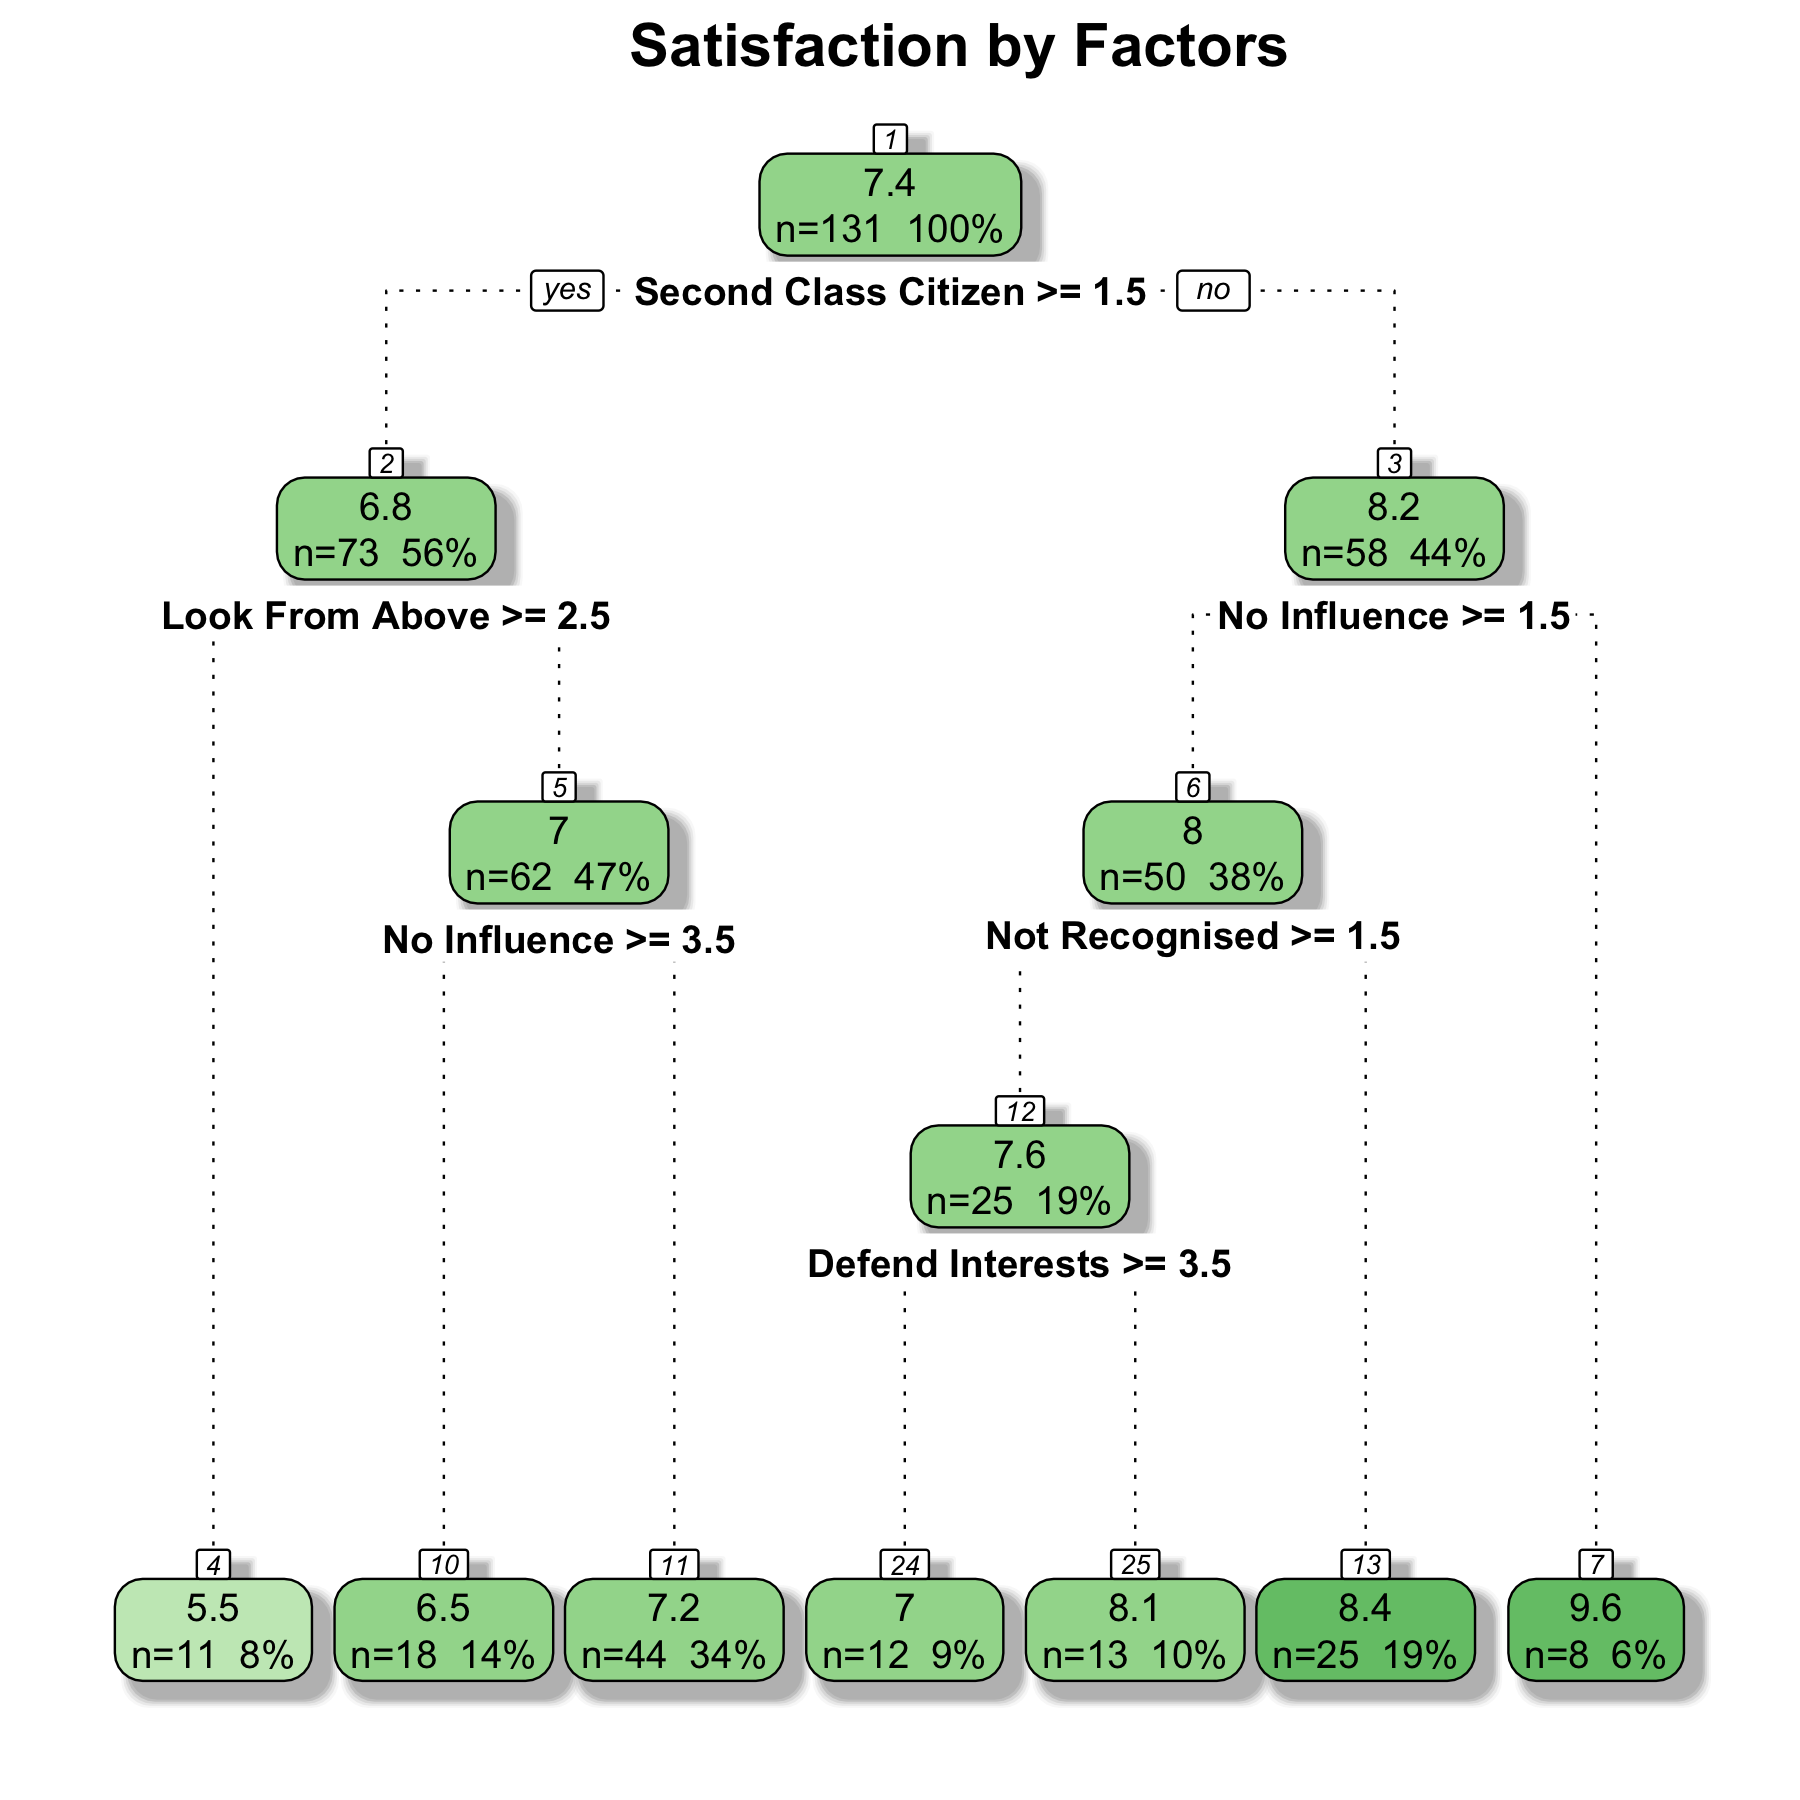 Satisfaction by Factors
1
7.4
n=131 100%
yes Second Class Citizen >= 1.5 no
2
6.8
n=73 56%
3
8.2
n=58 44%
Look From Above >= 2.5
No Influence >= 1.5
5
7
n=62 47%
6
8
n=50 38%
No Influence >= 3.5
Not Recognised >= 1.5
12
7.6
n=25 19%
Defend Interests >= 3.5
4
5.5
n=11 8%
10
6.5
n=18 14%
11
7.2
n=44 34%
24
7
n=12 9%
25
8.1
n=13 10%
13
8.4
n=25 19%
7
9.6
n=8 6%